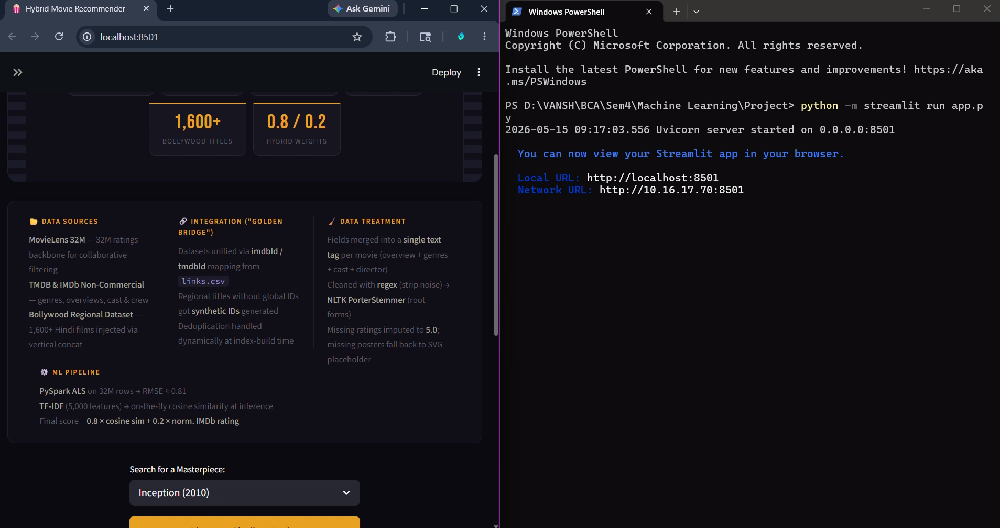 Hybrid Movie Recommender
Ask Gemini
localhost:8501
Deploy
1,600+
BOLLYWOOD TITLES
0.8 / 0.2
HYBRID WEIGHTS
DATA SOURCES
MovieLens 32M — 32M ratings
backbone for collaborative
filtering
TMDB & IMDb Non-Commercial
— genres, overviews, cast & crew
Bollywood Regional Dataset —
1,600+ Hindi films injected via
vertical concat
INTEGRATION ("GOLDEN
BRIDGE")
Datasets unified via imdbId /
tmdbId mapping from
links.csv
Regional titles without global IDs
got synthetic IDs generated
Deduplication handled
dynamically at index-build time
DATA TREATMENT
Fields merged into a single text
tag per movie (overview + genres
+ cast + director)
Cleaned with regex (strip noise) →
NLTK PorterStemmer (root
forms)
Missing ratings imputed to 5.0;
missing posters fall back to SVG
placeholder
ML PIPELINE
PySpark ALS on 32M rows → RMSE ≈ 0.81
TF-IDF (5,000 features) → on-the-fly cosine similarity at inference
Final score = 0.8 × cosine sim + 0.2 × norm. IMDb rating
Search for a Masterpiece:
Inception (2010)
Windows PowerShell
Windows PowerShell
Copyright (C) Microsoft Corporation. All rights reserved.
Install the latest PowerShell for new features and improvements! https://aka
.ms/PSWindows
PS D:\VANSH\BCA\Sem4\Machine Learning\Project> python -m streamlit run app.p
y
2026-05-15 09:17:03.556 Uvicorn server started on 0.0.0.0:8501
You can now view your Streamlit app in your browser.
Local URL: http://localhost:8501
Network URL: http://10.16.17.70:8501